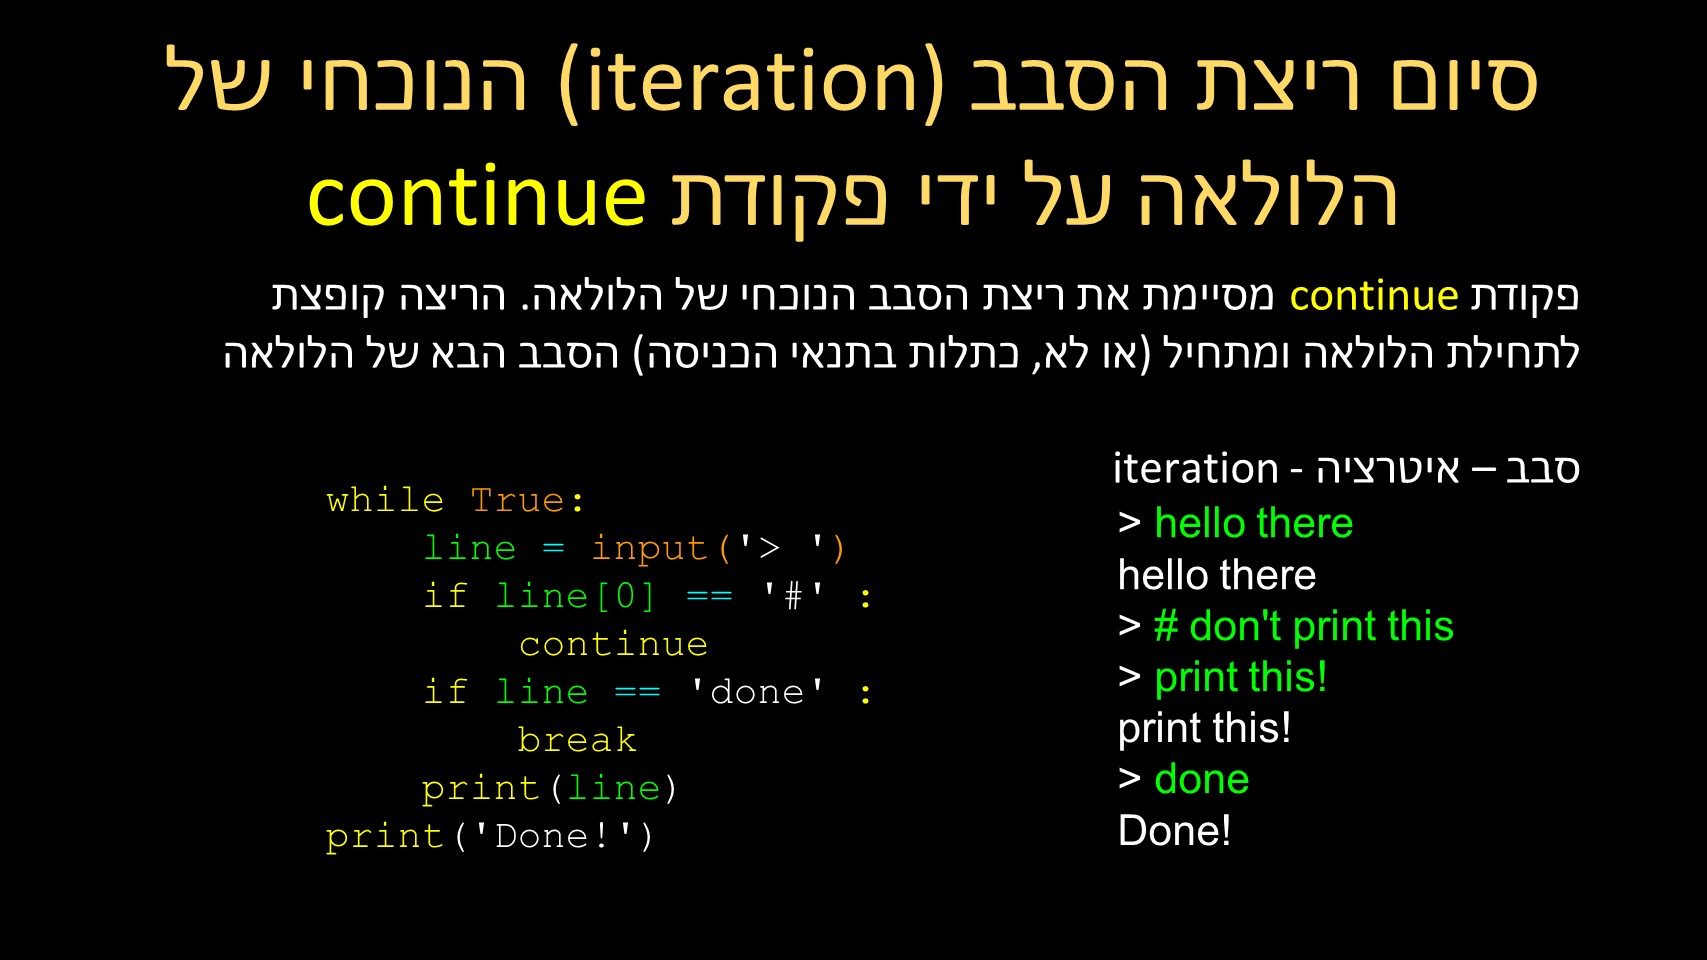 סיום ריצת הסבב (iteration) הנוכחי של
הלולאה על ידי פקודת continue
פקודת continue מסיימת את ריצת הסבב הנוכחי של הלולאה. הריצה קופצת
לתחילת הלולאה ומתחיל (או לא, כתלות בתנאי הכניסה) הסבב הבא של הלולאה
while True:
    line = input('> ')
    if line[0] == '#' :
        continue
    if line == 'done' :
        break
    print(line)
print('Done!')
סבב – איטרציה - iteration
> hello there
hello there
> # don't print this
> print this!
print this!
> done
Done!